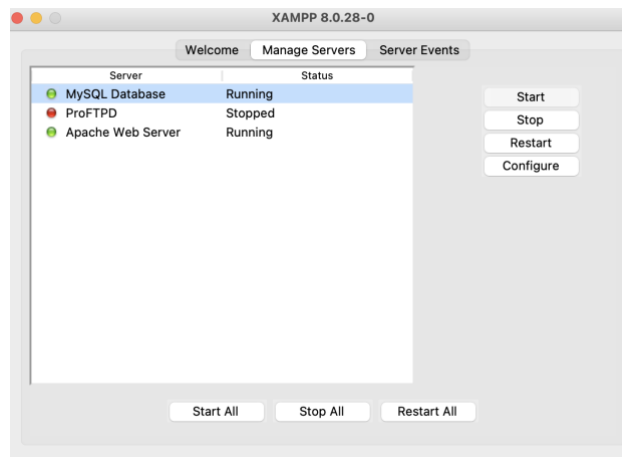 XAMPP 8.0.28-0
Welcome Manage Servers Server Events
Server Status
MySQL Database Running
ProFTPD Stopped
Apache Web Server Running
Start
Stop
Restart
Configure
Start All Stop All Restart All